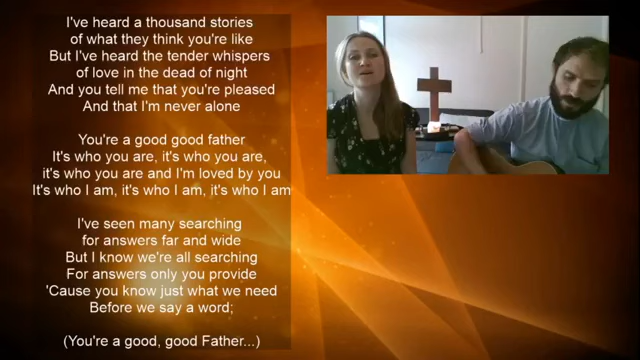 I've heard a thousand stories
of what they think you're like
But I've heard the tender whispers
of love in the dead of night
And you tell me that you're pleased
And that I'm never alone
You're a good good father
It's who you are, it's who you are,
it's who you are and I'm loved by you
It's who I am, it's who I am, it's who I am
I've seen many searching
for answers far and wide
But I know we're all searching
For answers only you provide
'Cause you know just what we need
Before we say a word;
(You're a good, good Father...)